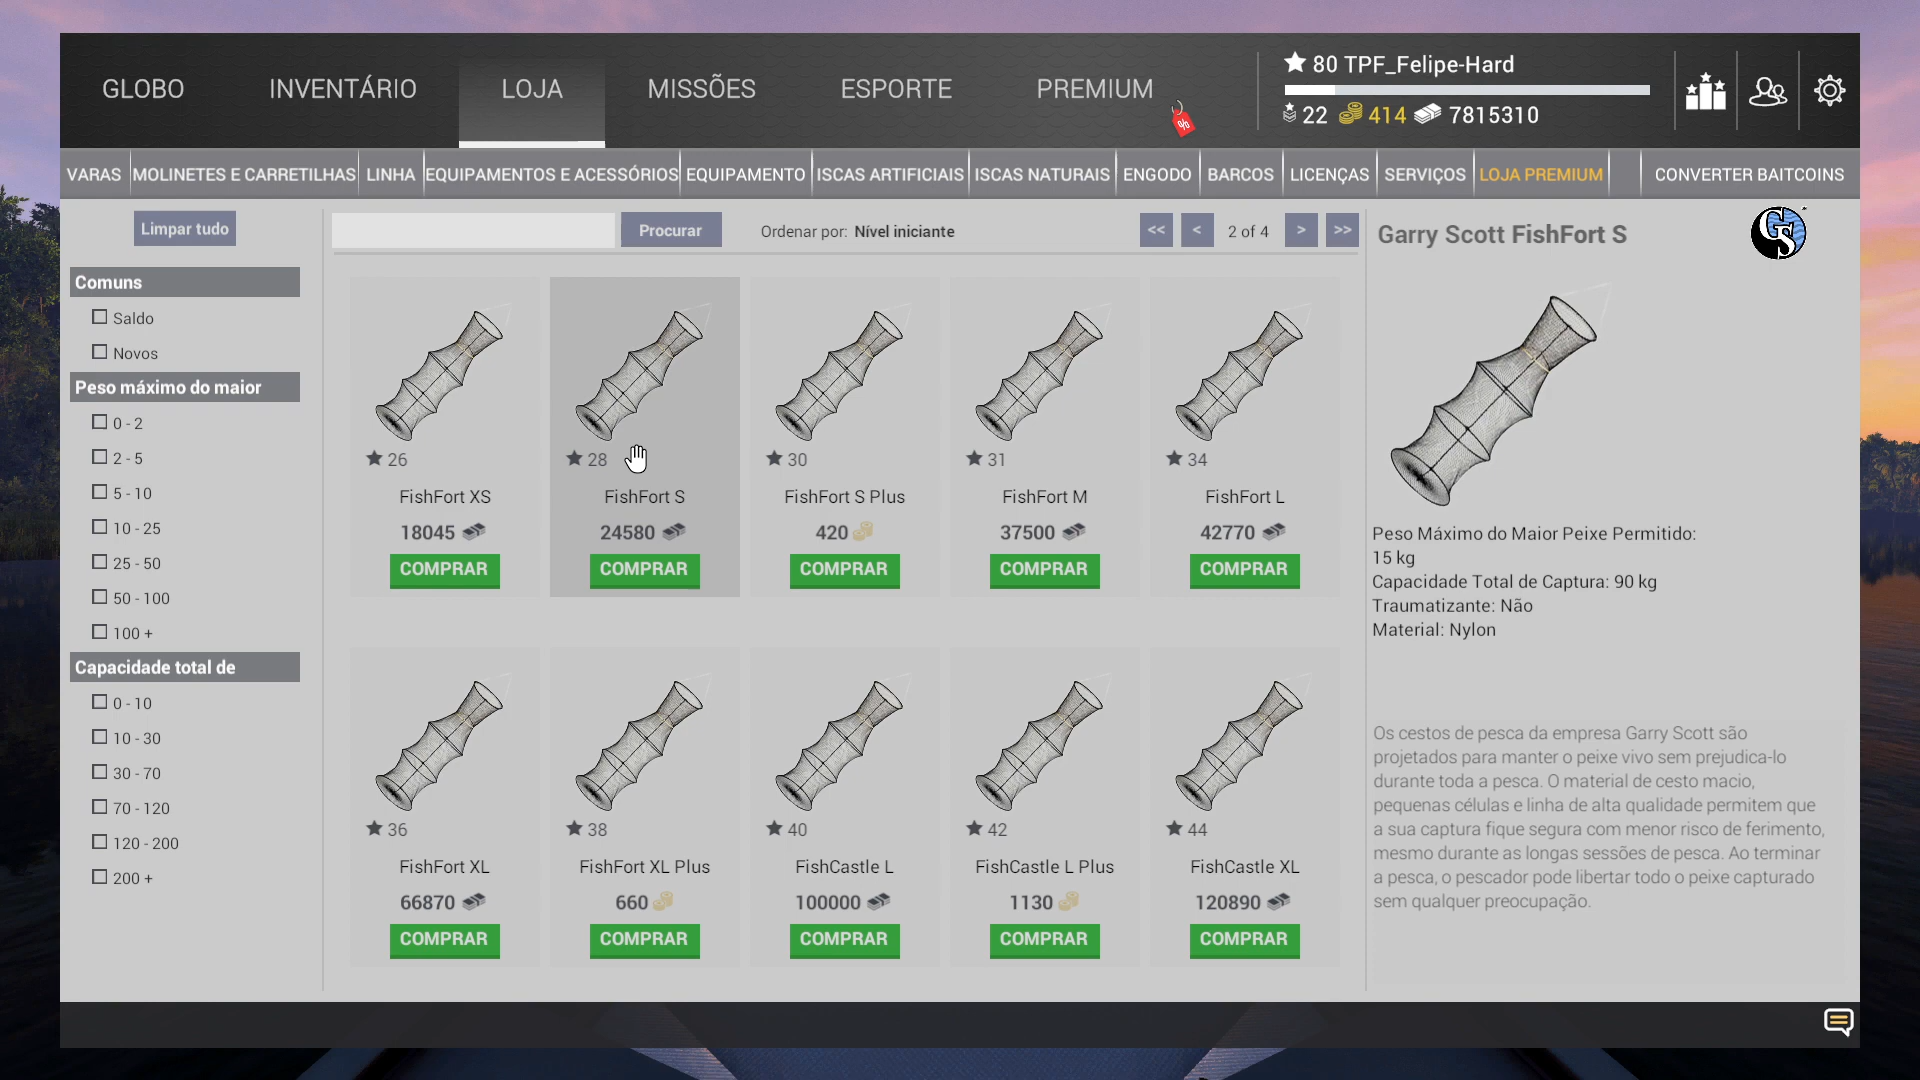 GLOBO
INVENTÁRIO
LOJA
MISSÕES
ESPORTE
PREMIUM
%
80 TPF_Felipe-Hard
22 414 7815310
VARAS
MOLINETES E CARRETILHAS
LINHA
EQUIPAMENTOS E ACESSÓRIOS
EQUIPAMENTO
ISCAS ARTIFICIAIS
ISCAS NATURAIS
ENGODO
BARCOS
LICENÇAS
SERVIÇOS
LOJA PREMIUM
CONVERTER BAITCOINS
Limpar tudo
Comuns
Saldo
Novos
Peso máximo do maior
0 - 2
2 - 5
5 - 10
10 - 25
25 - 50
50 - 100
100 +
Capacidade total de
0 - 10
10 - 30
30 - 70
70 - 120
120 - 200
200 +
Procurar
Ordenar por: Nível iniciante
<< < 2 of 4 > >>
26
FishFort XS
18045
COMPRAR
28
FishFort S
24580
COMPRAR
30
FishFort S Plus
420
COMPRAR
31
FishFort M
37500
COMPRAR
34
FishFort L
42770
COMPRAR
36
FishFort XL
66870
COMPRAR
38
FishFort XL Plus
660
COMPRAR
40
FishCastle L
100000
COMPRAR
42
FishCastle L Plus
1130
COMPRAR
44
FishCastle XL
120890
COMPRAR
Garry Scott FishFort S
GS
Peso Máximo do Maior Peixe Permitido:
15 kg
Capacidade Total de Captura: 90 kg
Traumatizante: Não
Material: Nylon
Os cestos de pesca da empresa Garry Scott são
projetados para manter o peixe vivo sem prejudica-lo
durante toda a pesca. O material de cesto macio,
pequenas células e linha de alta qualidade permitem que
a sua captura fique segura com menor risco de ferimento,
mesmo durante as longas sessões de pesca. Ao terminar
a pesca, o pescador pode libertar todo o peixe capturado
sem qualquer preocupação.